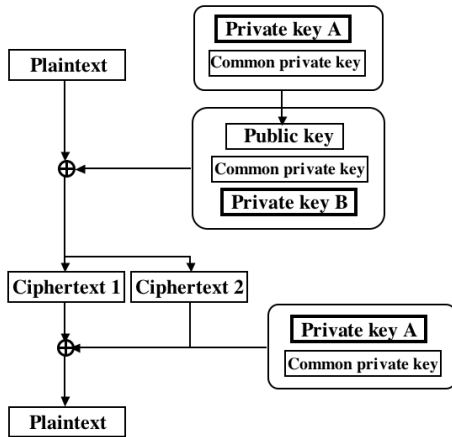 Private key A
Common private key
Plaintext
Public key
Common private key
Private key B
Ciphertext 1
Ciphertext 2
Private key A
Common private key
Plaintext